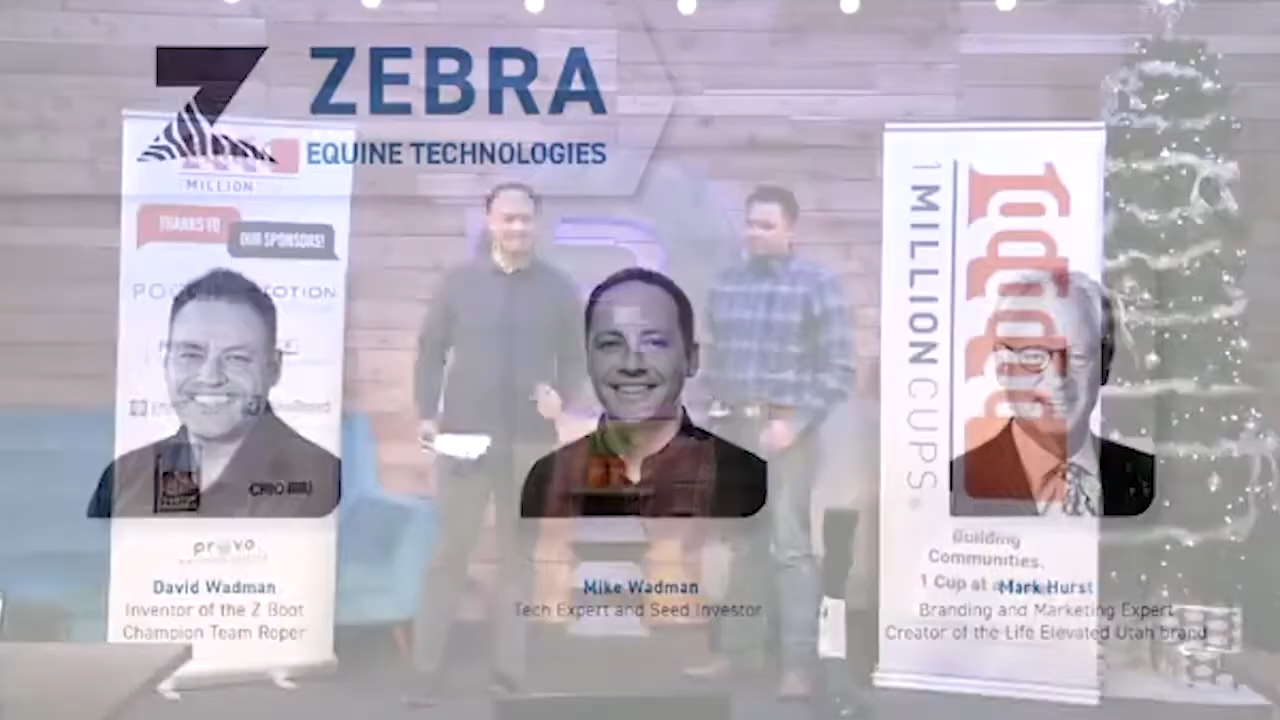 ZEBRA
EQUINE TECHNOLOGIES
MILLION
THANKS TO
OUR SPONSORS!
1 MILLION CUPS
provo
Building
Communities.
1 Cup at a
David Wadman
Inventor of the Z Boot
Champion Team Roper
Mike Wadman
Tech Expert and Seed Investor
Mark Hurst
Branding and Marketing Expert
Creator of the Life Elevated Utah brand